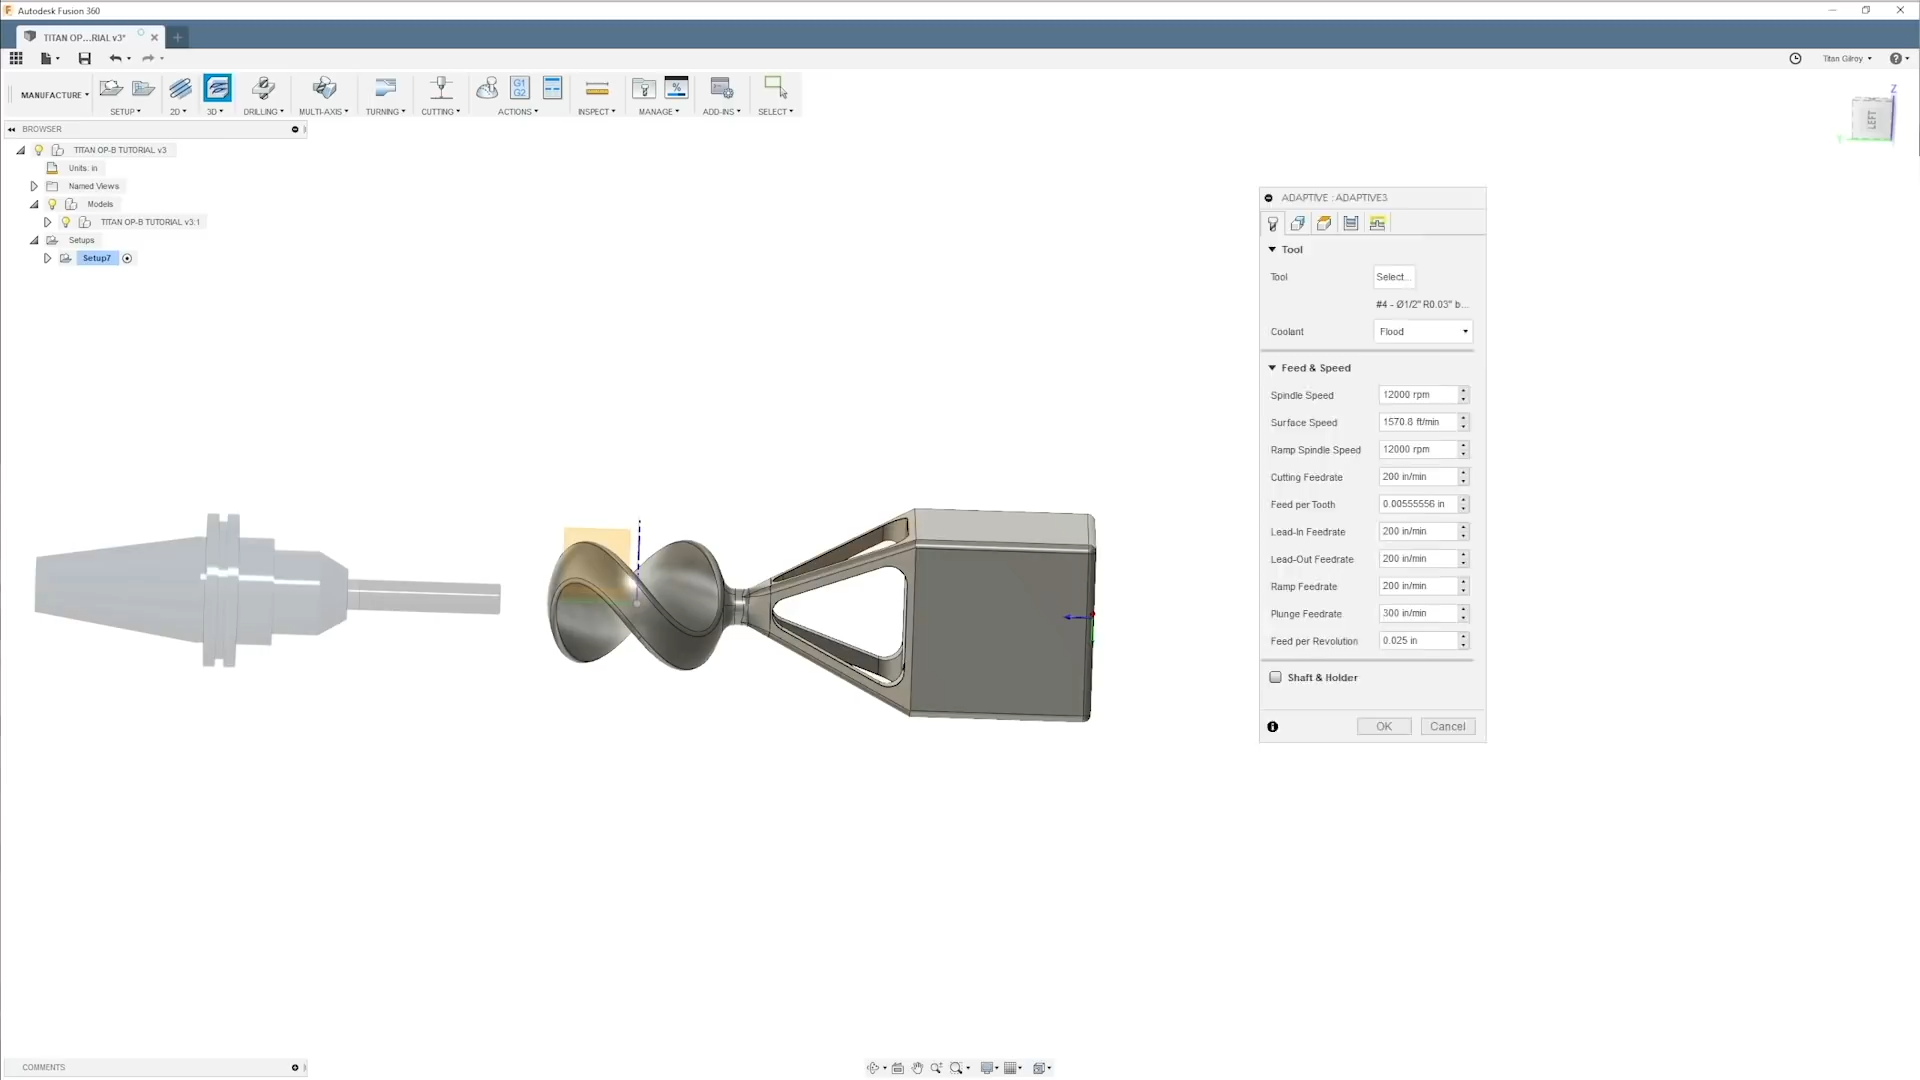 Autodesk Fusion 360
TITAN OP...RIAL v3*
Titan Gilroy
MANUFACTURE
SETUP
2D
3D
DRILLING
MULTI-AXIS
TURNING
CUTTING
G1
G2
ACTIONS
INSPECT
%
MANAGE
ADD-INS
SELECT
Z
LEFT
BROWSER
TITAN OP-B TUTORIAL v3
Units: in
Named Views
Models
TITAN OP-B TUTORIAL v3:1
Setups
Setup7
ADAPTIVE : ADAPTIVE3
Tool
Tool Select...
#4 - Ø1/2" R0.03" b...
Coolant Flood
Feed & Speed
Spindle Speed 12000 rpm
Surface Speed 1570.8 ft/min
Ramp Spindle Speed 12000 rpm
Cutting Feedrate 200 in/min
Feed per Tooth 0.00555556 in
Lead-In Feedrate 200 in/min
Lead-Out Feedrate 200 in/min
Ramp Feedrate 200 in/min
Plunge Feedrate 300 in/min
Feed per Revolution 0.025 in
Shaft & Holder
OK Cancel
COMMENTS